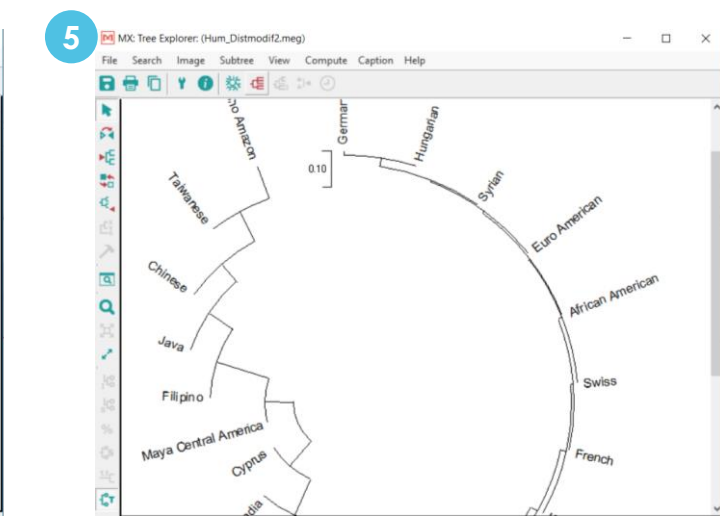 5
MX: Tree Explorer: (Hum_Distmodif2.meg)
File Search Image Subtree View Compute Caption Help
Amazon
German
Hungarian
0.10
Syrian
Taiwanese
Euro American
Chinese
African American
Java
Swiss
Filipino
Maya Central America
French
Cyprus